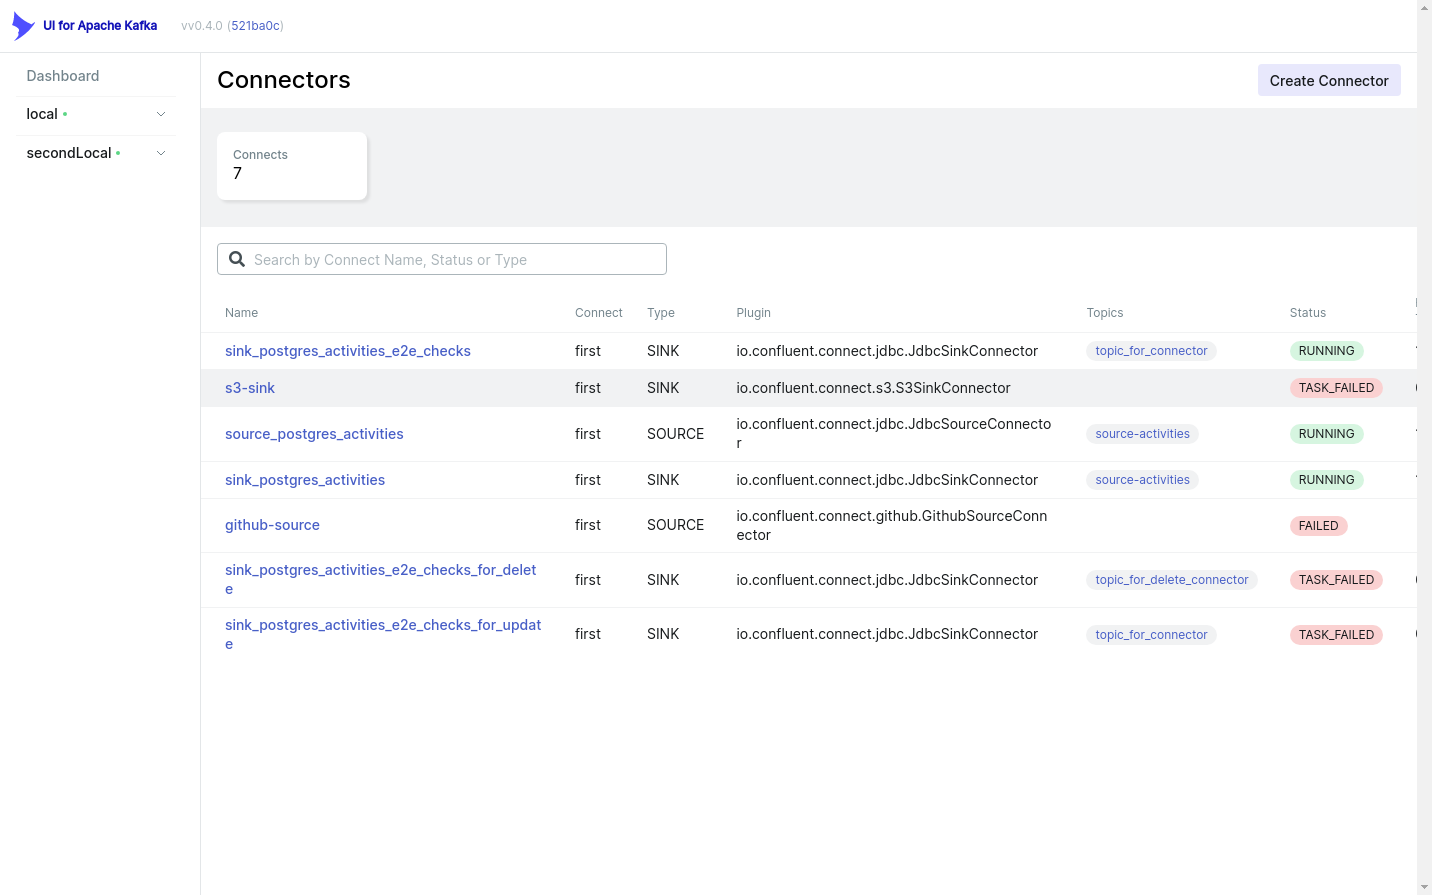 UI for Apache Kafka vv0.4.0 (521ba0c)
Dashboard
local
secondLocal
Connectors
Create Connector
Connects
7
Search by Connect Name, Status or Type
Name Connect Type Plugin Topics Status
sink_postgres_activities_e2e_checks first SINK io.confluent.connect.jdbc.JdbcSinkConnector topic_for_connector RUNNING
s3-sink first SINK io.confluent.connect.s3.S3SinkConnector TASK_FAILED
source_postgres_activities first SOURCE io.confluent.connect.jdbc.JdbcSourceConnecto
r source-activities RUNNING
sink_postgres_activities first SINK io.confluent.connect.jdbc.JdbcSinkConnector source-activities RUNNING
github-source first SOURCE io.confluent.connect.github.GithubSourceConn
ector FAILED
sink_postgres_activities_e2e_checks_for_delet
e first SINK io.confluent.connect.jdbc.JdbcSinkConnector topic_for_delete_connector TASK_FAILED
sink_postgres_activities_e2e_checks_for_updat
e first SINK io.confluent.connect.jdbc.JdbcSinkConnector topic_for_connector TASK_FAILED